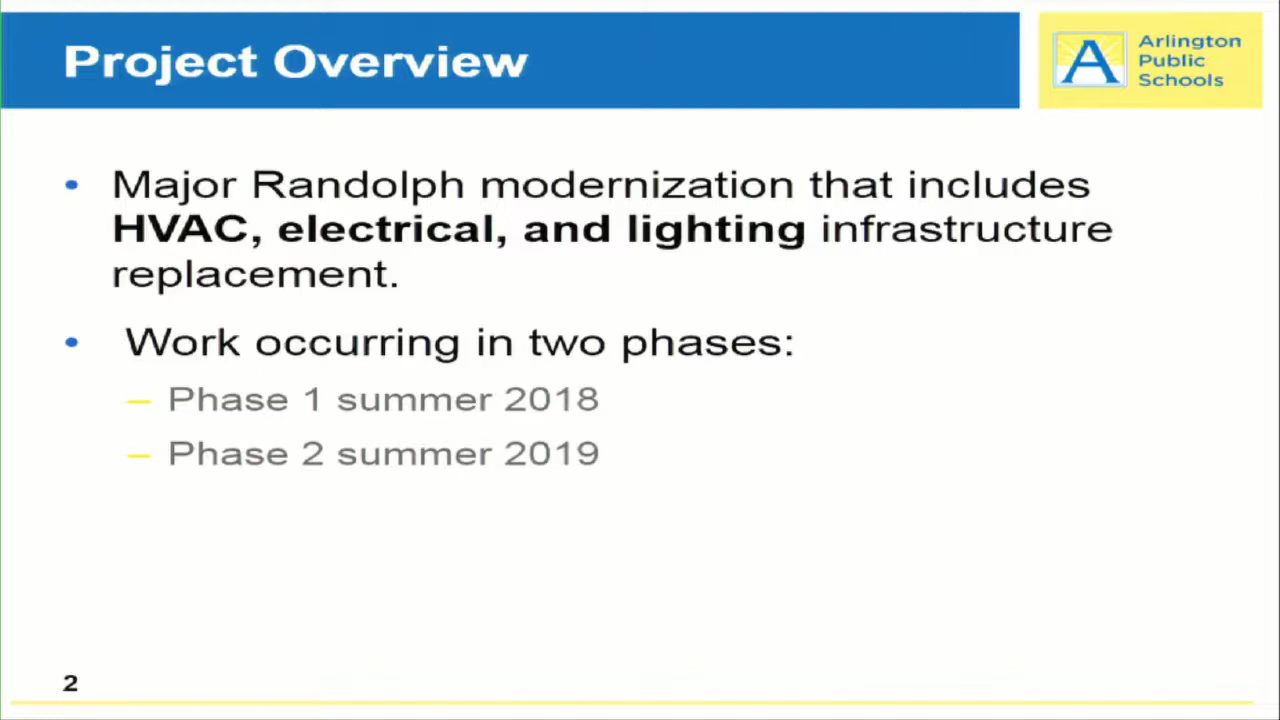 Project Overview
A
Arlington
Public
Schools
• Major Randolph modernization that includes
HVAC, electrical, and lighting infrastructure
replacement.
• Work occurring in two phases:
– Phase 1 summer 2018
– Phase 2 summer 2019
2